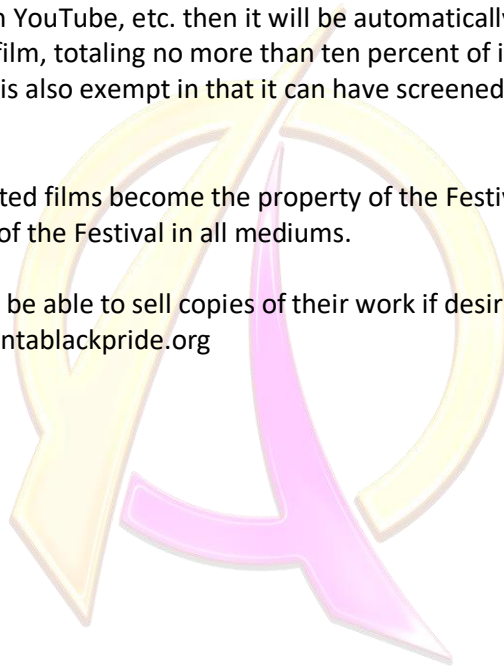 n YouTube, etc. then it will be automatically
film, totaling no more than ten percent of i
is also exempt in that it can have screened
ted films become the property of the Festiv
of the Festival in all mediums.
be able to sell copies of their work if desir
ntablackpride.org